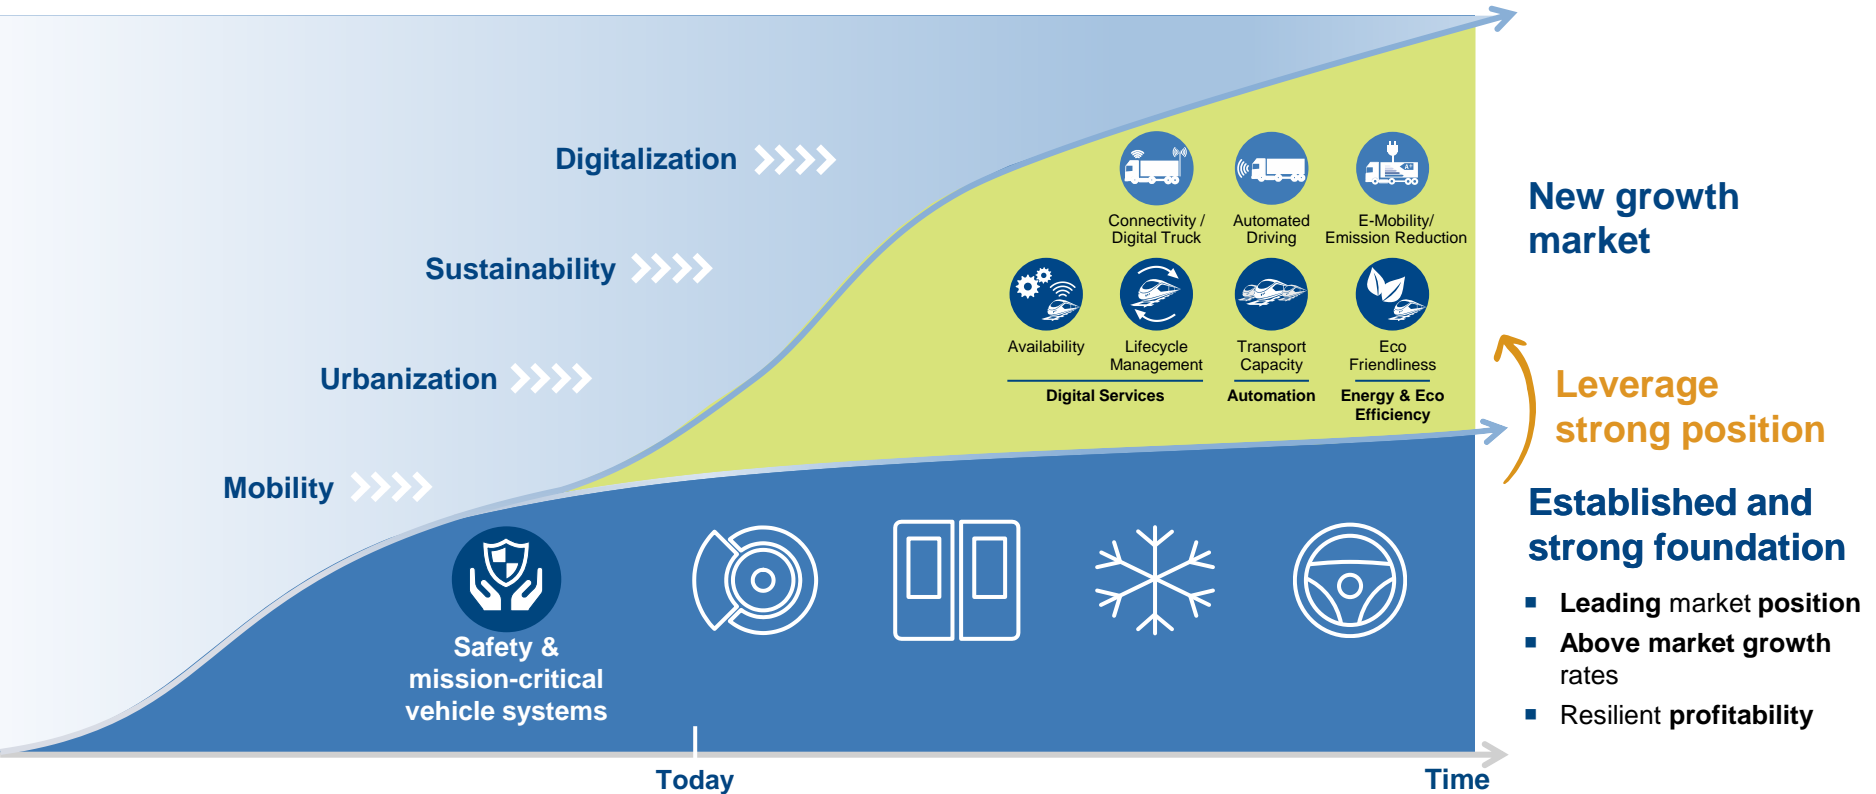 Digitalization
Sustainability
Urbanization
Mobility
Connectivity /
Digital Truck
Automated
Driving
E-Mobility/
Emission Reduction
Availability
Lifecycle
Management
Transport
Capacity
Eco
Friendliness
Digital Services
Automation
Energy & Eco
Efficiency
New growth
market
Leverage
strong position
Established and
strong foundation
Leading market position
Above market growth
rates
Resilient profitability
Safety &
mission-critical
vehicle systems
Today
Time